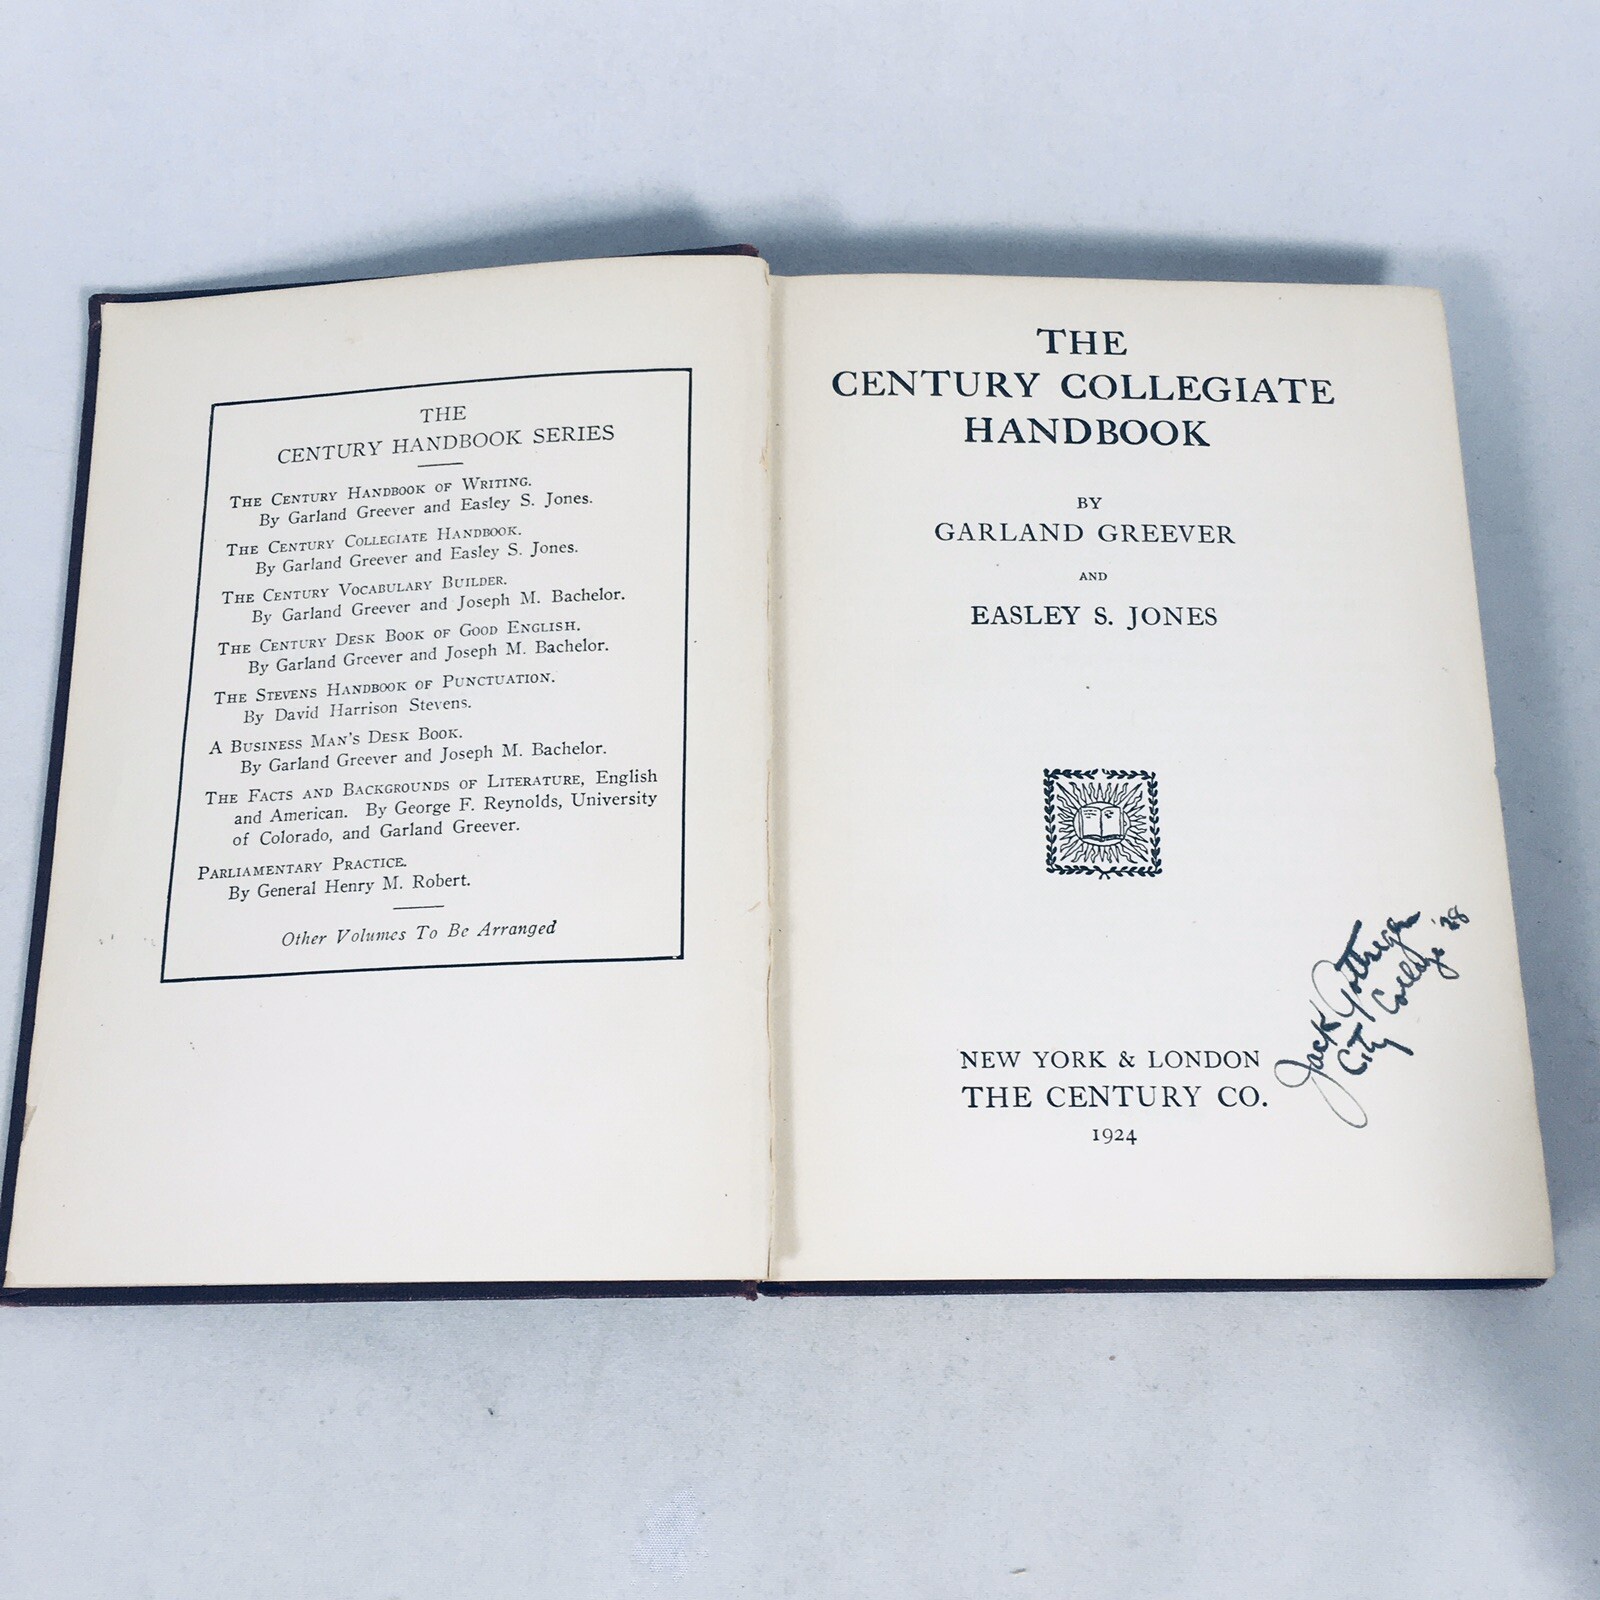 THE
CENTURY HANDBOOK SERIES
THE CENTURY HANDBOOK OF WRITING.
By Garland Greever and Easley S. Jones.
THE CENTURY COLLEGIATE HANDBOOK.
By Garland Greever and Easley S. Jones.
THE CENTURY VOCABULARY BUILDER.
By Garland Greever and Joseph M. Bachelor.
THE CENTURY DESK BOOK OF GOOD ENGLISH.
By Garland Greever and Joseph M. Bachelor.
THE STEVENS HANDBOOK OF PUNCTUATION.
By David Harrison Stevens.
A BUSINESS MAN'S DESK BOOK.
By Garland Greever and Joseph M. Bachelor.
THE FACTS AND BACKGROUNDS OF LITERATURE, English
and American. By George F. Reynolds, University
of Colorado, and Garland Greever.
PARLIAMENTARY PRACTICE.
By General Henry M. Robert.
Other Volumes To Be Arranged
THE
CENTURY COLLEGIATE
HANDBOOK
BY
GARLAND GREEVER
AND
EASLEY S. JONES
NEW YORK & LONDON
THE CENTURY CO.
1924
Jack
City College '28